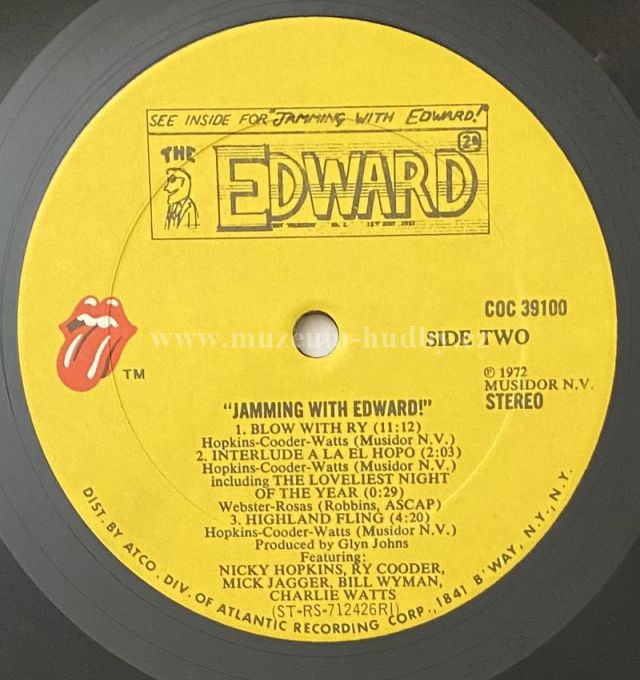 SEE INSIDE FOR "JAMMING WITH EDWARD!"
THE EDWARD
COC 39100
SIDE TWO
www.muzeum-hudby.cz
TM
℗ 1972
MUSIDOR N.V.
STEREO
"JAMMING WITH EDWARD!"
1. BLOW WITH RY (11:12)
Hopkins-Cooder-Watts (Musidor N.V.)
2. INTERLUDE A LA EL HOPO (2:03)
Hopkins-Cooder-Watts (Musidor N.V.)
including THE LOVELIEST NIGHT
OF THE YEAR (0:29)
Webster-Rosas (Robbins, ASCAP)
3. HIGHLAND FLING (4:20)
Hopkins-Cooder-Watts (Musidor N.V.)
Produced by Glyn Johns
Featuring:
NICKY HOPKINS, RY COODER,
MICK JAGGER, BILL WYMAN,
CHARLIE WATTS
(ST-RS-712426RI)
DIST. BY ATCO, DIV. OF ATLANTIC RECORDING CORP., 1841 B'WAY, N.Y., N.Y.